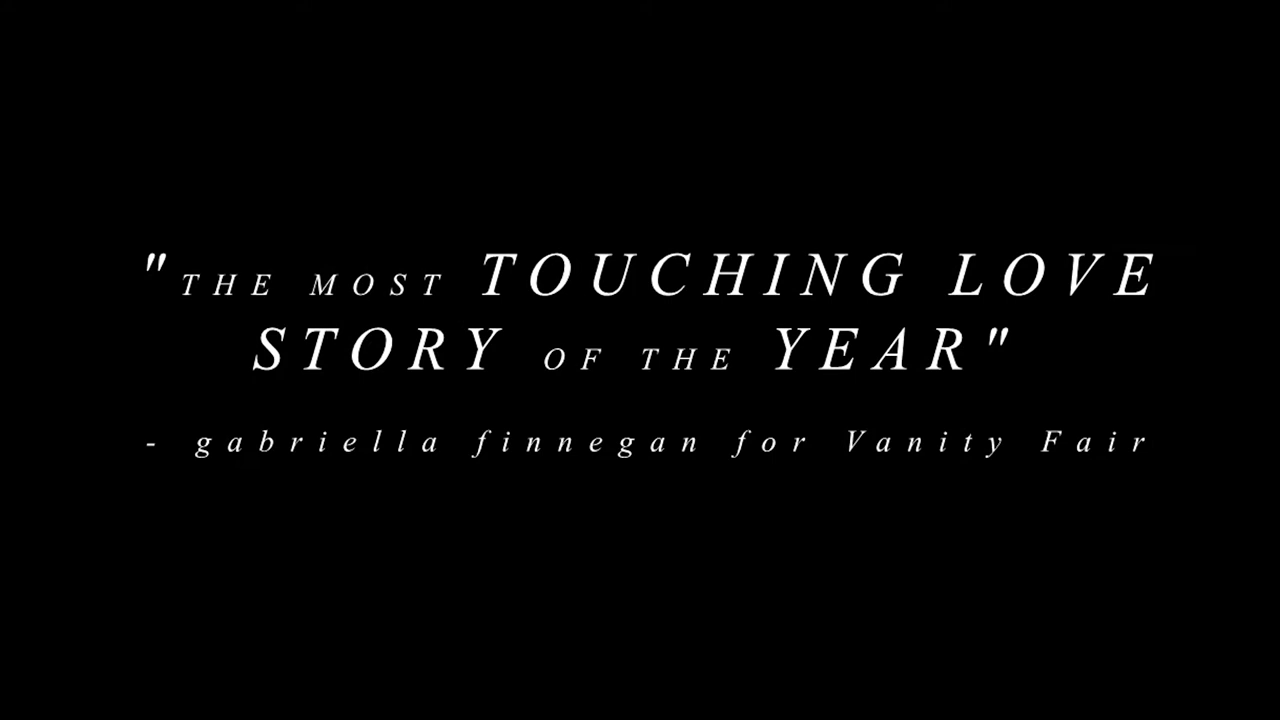 "THE MOST TOUCHING LOVE
STORY OF THE YEAR"
- gabriella finnegan for Vanity Fair